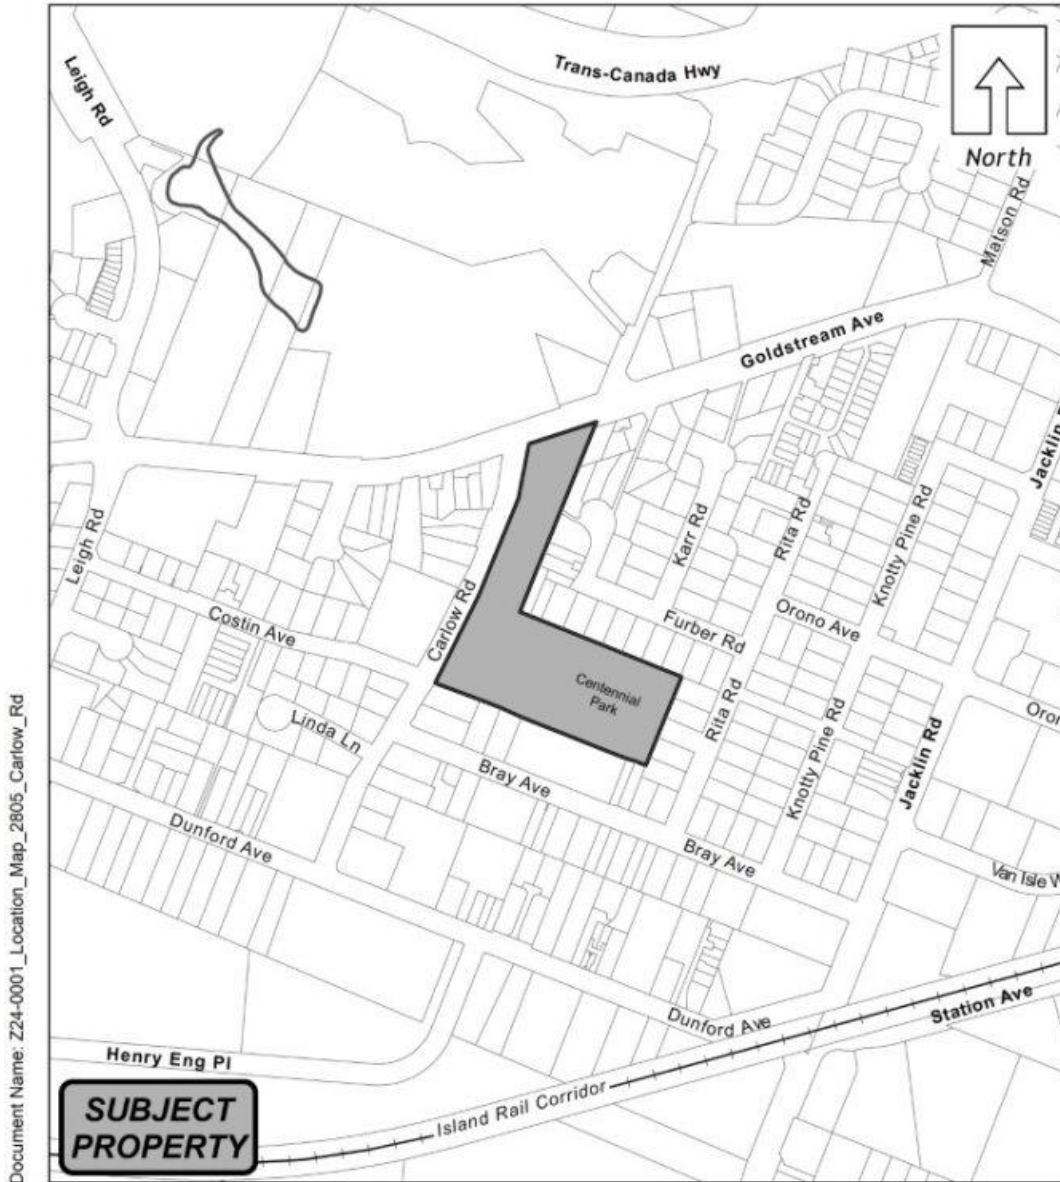 Trans-Canada Hwy
Leigh Rd
North
Matson Rd
Goldstream Ave
Jacklin
Leigh Rd
Karr Rd
Rita Rd
Knotty Pine Rd
Costin Ave
Carlow Rd
Furber Rd
Orono Ave
Centennial
Park
Linda Ln
Rita Rd
Knotty Pine Rd
Jacklin Rd
Oron
Bray Ave
Dunford Ave
Bray Ave
Van Isle W
Dunford Ave
Station Ave
Henry Eng Pl
Island Rail Corridor
SUBJECT
PROPERTY
Document Name: Z24-0001_Location_Map_2805_Carlow_Rd